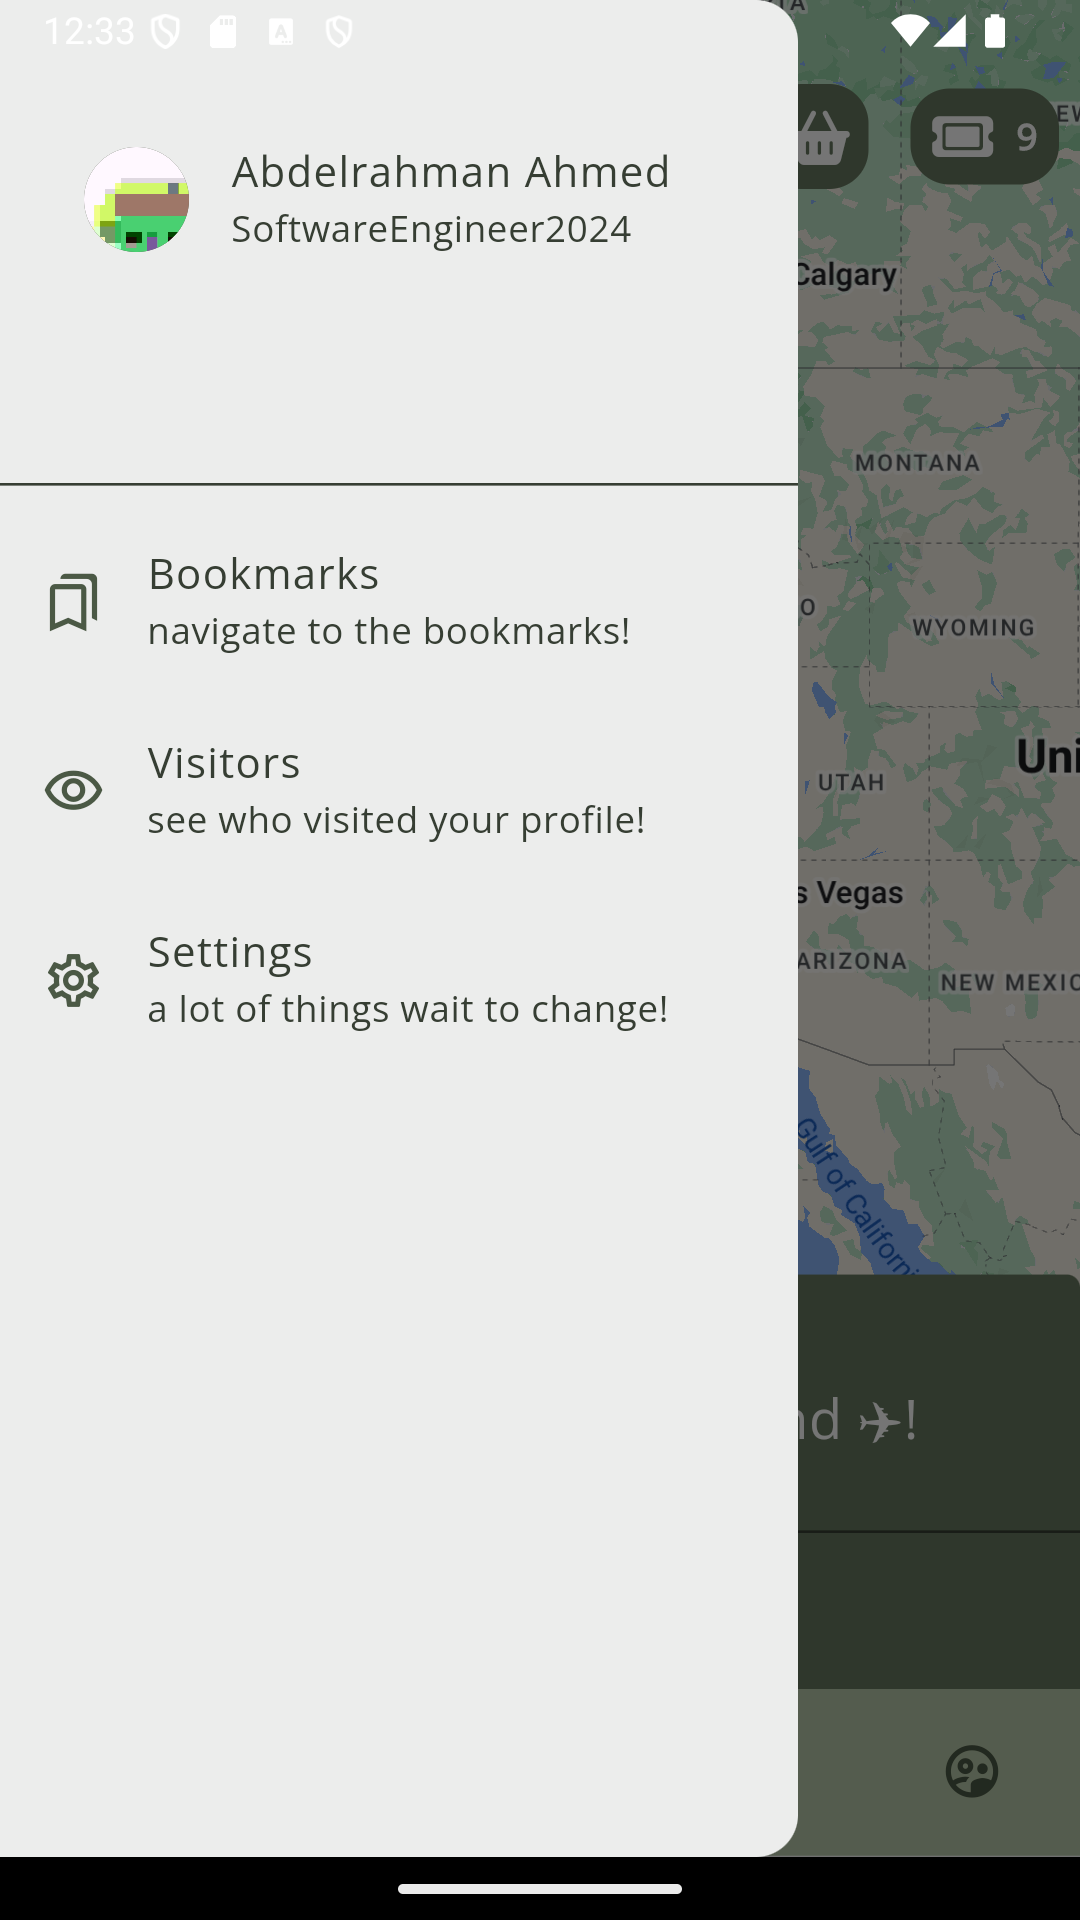 12:33
9
Abdelrahman Ahmed
SoftwareEngineer2024
Calgary
MONTANA
Bookmarks
navigate to the bookmarks!
WYOMING
Visitors
see who visited your profile!
UTAH
Uni
s Vegas
Settings
a lot of things wait to change!
ARIZONA
NEW MEXIC
Gulf of Californi
nd ✈!